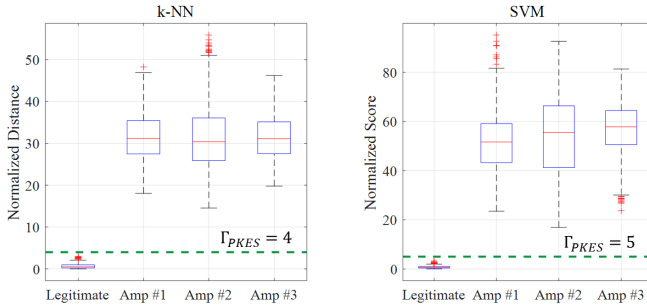 k-NN
Normalized Distance
50
40
30
20
10
0
Γ_PKES = 4
Legitimate Amp #1 Amp #2 Amp #3
SVM
Normalized Score
80
60
40
20
0
Γ_PKES = 5
Legitimate Amp #1 Amp #2 Amp #3